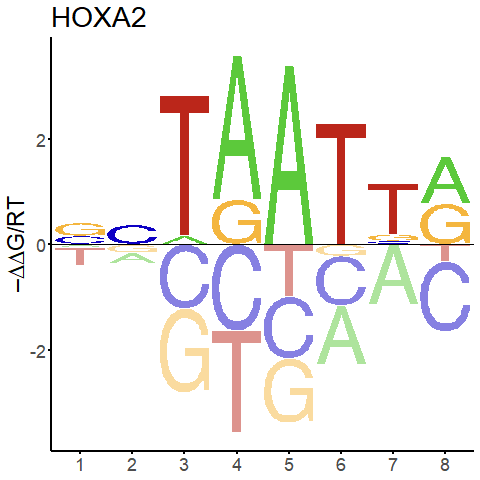 HOXA2
−ΔΔG/RT
2
0
-2
G C T
C G A
T A C G
A G C T
A T C G
T G C A
T G A
A G T C
1 2 3 4 5 6 7 8